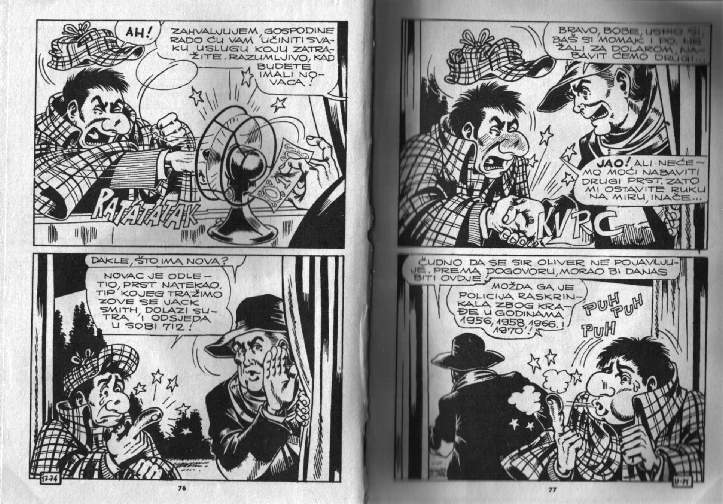 AH!
ZAHVALJUJEM, GOSPODINE
RADO ĆU VAM UČINITI SVA-
KU USLUGU KOJU ZATRA-
ŽITE. RAZUMLJIVO, KAD
BUDETE
IMALI NO-
VACA!
RATATATAK
DAKLE, ŠTO IMA NOVA?
NOVAC JE ODLE-
TIO, PRST NATEKAO,
TIP KOJEG TRAŽIMO
ZOVE SE JACK
SMITH, DOLAZI SU-
TRA I ODSJEDA
U SOBI 712!
76
BRAVO, BOBE, USPIO SI.
BAŠ SI MOMAK I PO. NE
ŽALI ZA DOLAROM, NA-
BAVIT ĆEMO DRUGI...
JAO! ALI NEĆE-
MO MOĆI NABAVITI
DRUGI PRST, ZATO
MI OSTAVITE RUKU
NA MIRU, INAČE...
KVRC
ČUDNO DA SE SIR OLIVER NE POJAVLJU-
JE. PREMA DOGOVORU, MORAO BI DANAS
BITI OVDJE!
MOŽDA GA JE
POLICIJA RASKRIN-
KALA ZBOG KRA-
ĐE U GODINAMA
1956, 1958, 1966. I
1970!
PUH
PUH
PUH
77